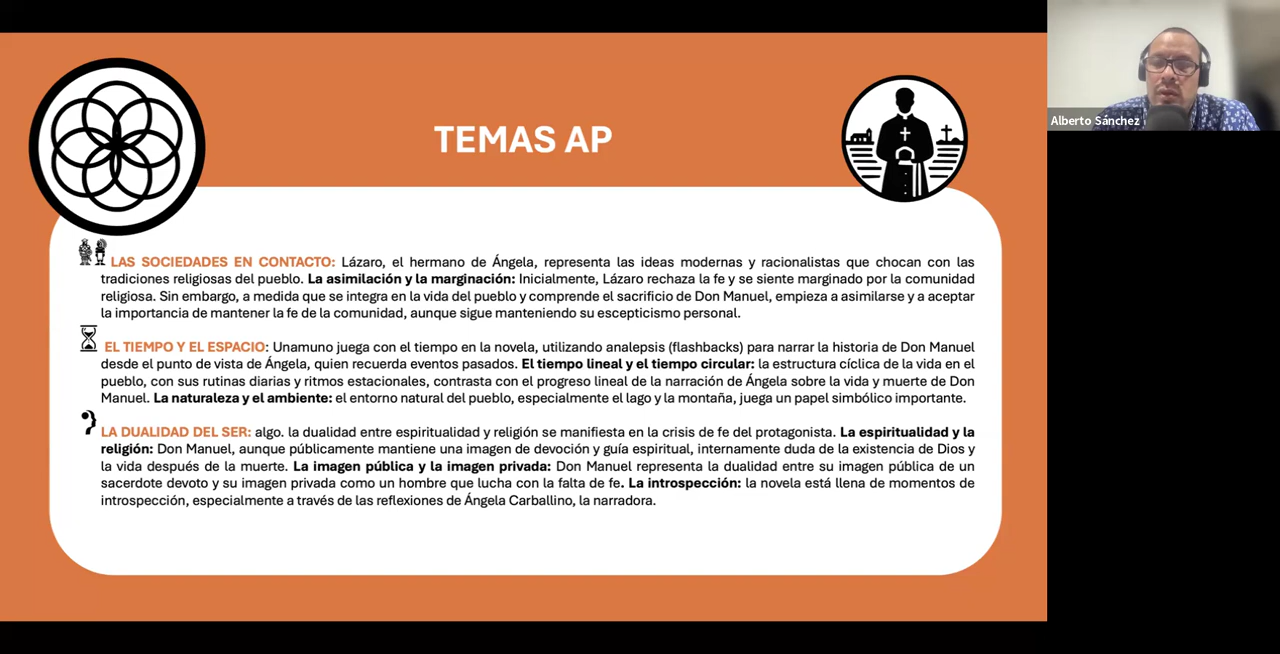 TEMAS AP
Alberto Sánchez
LAS SOCIEDADES EN CONTACTO: Lázaro, el hermano de Ángela, representa las ideas modernas y racionalistas que chocan con las
tradiciones religiosas del pueblo. La asimilación y la marginación: Inicialmente, Lázaro rechaza la fe y se siente marginado por la comunidad
religiosa. Sin embargo, a medida que se integra en la vida del pueblo y comprende el sacrificio de Don Manuel, empieza a asimilarse y a aceptar
la importancia de mantener la fe de la comunidad, aunque sigue manteniendo su escepticismo personal.
EL TIEMPO Y EL ESPACIO: Unamuno juega con el tiempo en la novela, utilizando analepsis (flashbacks) para narrar la historia de Don Manuel
desde el punto de vista de Ángela, quien recuerda eventos pasados. El tiempo lineal y el tiempo circular: la estructura cíclica de la vida en el
pueblo, con sus rutinas diarias y ritmos estacionales, contrasta con el progreso lineal de la narración de Ángela sobre la vida y muerte de Don
Manuel. La naturaleza y el ambiente: el entorno natural del pueblo, especialmente el lago y la montaña, juega un papel simbólico importante.
LA DUALIDAD DEL SER: algo. la dualidad entre espiritualidad y religión se manifiesta en la crisis de fe del protagonista. La espiritualidad y la
religión: Don Manuel, aunque públicamente mantiene una imagen de devoción y guía espiritual, internamente duda de la existencia de Dios y
la vida después de la muerte. La imagen pública y la imagen privada: Don Manuel representa la dualidad entre su imagen pública de un
sacerdote devoto y su imagen privada como un hombre que lucha con la falta de fe. La introspección: la novela está llena de momentos de
introspección, especialmente a través de las reflexiones de Ángela Carballino, la narradora.